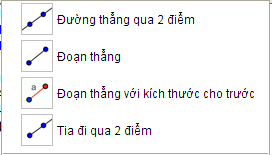 Đường thẳng qua 2 điểm
Đoạn thẳng
a
Đoạn thẳng với kích thước cho trước
Tia đi qua 2 điểm